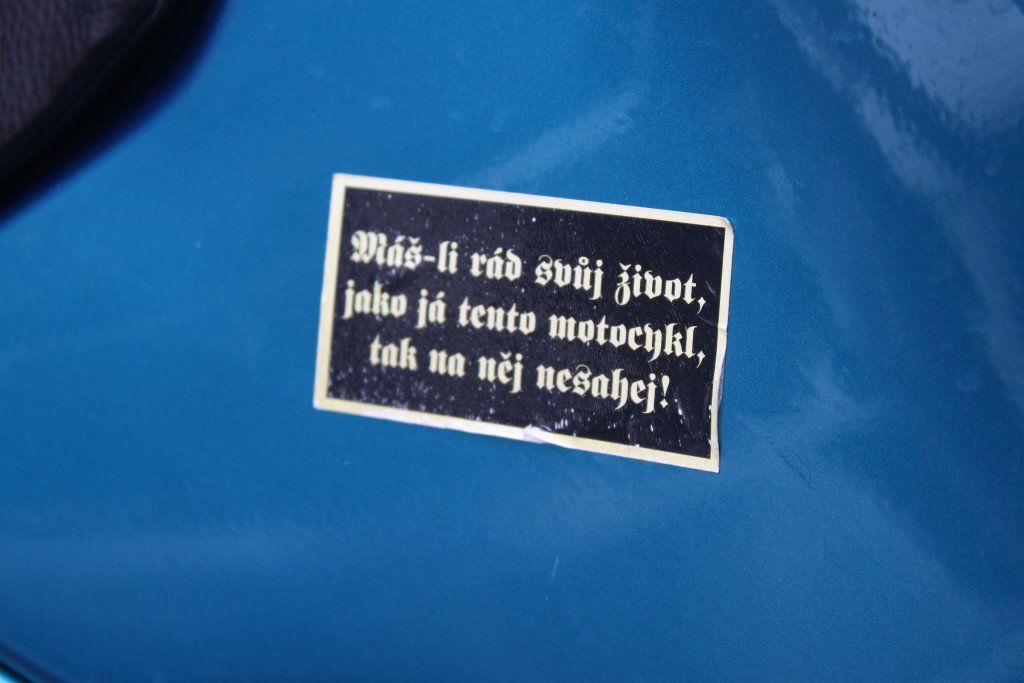 Máš-li rád svůj život,
jako já tento motocykl,
tak na něj nesahej!